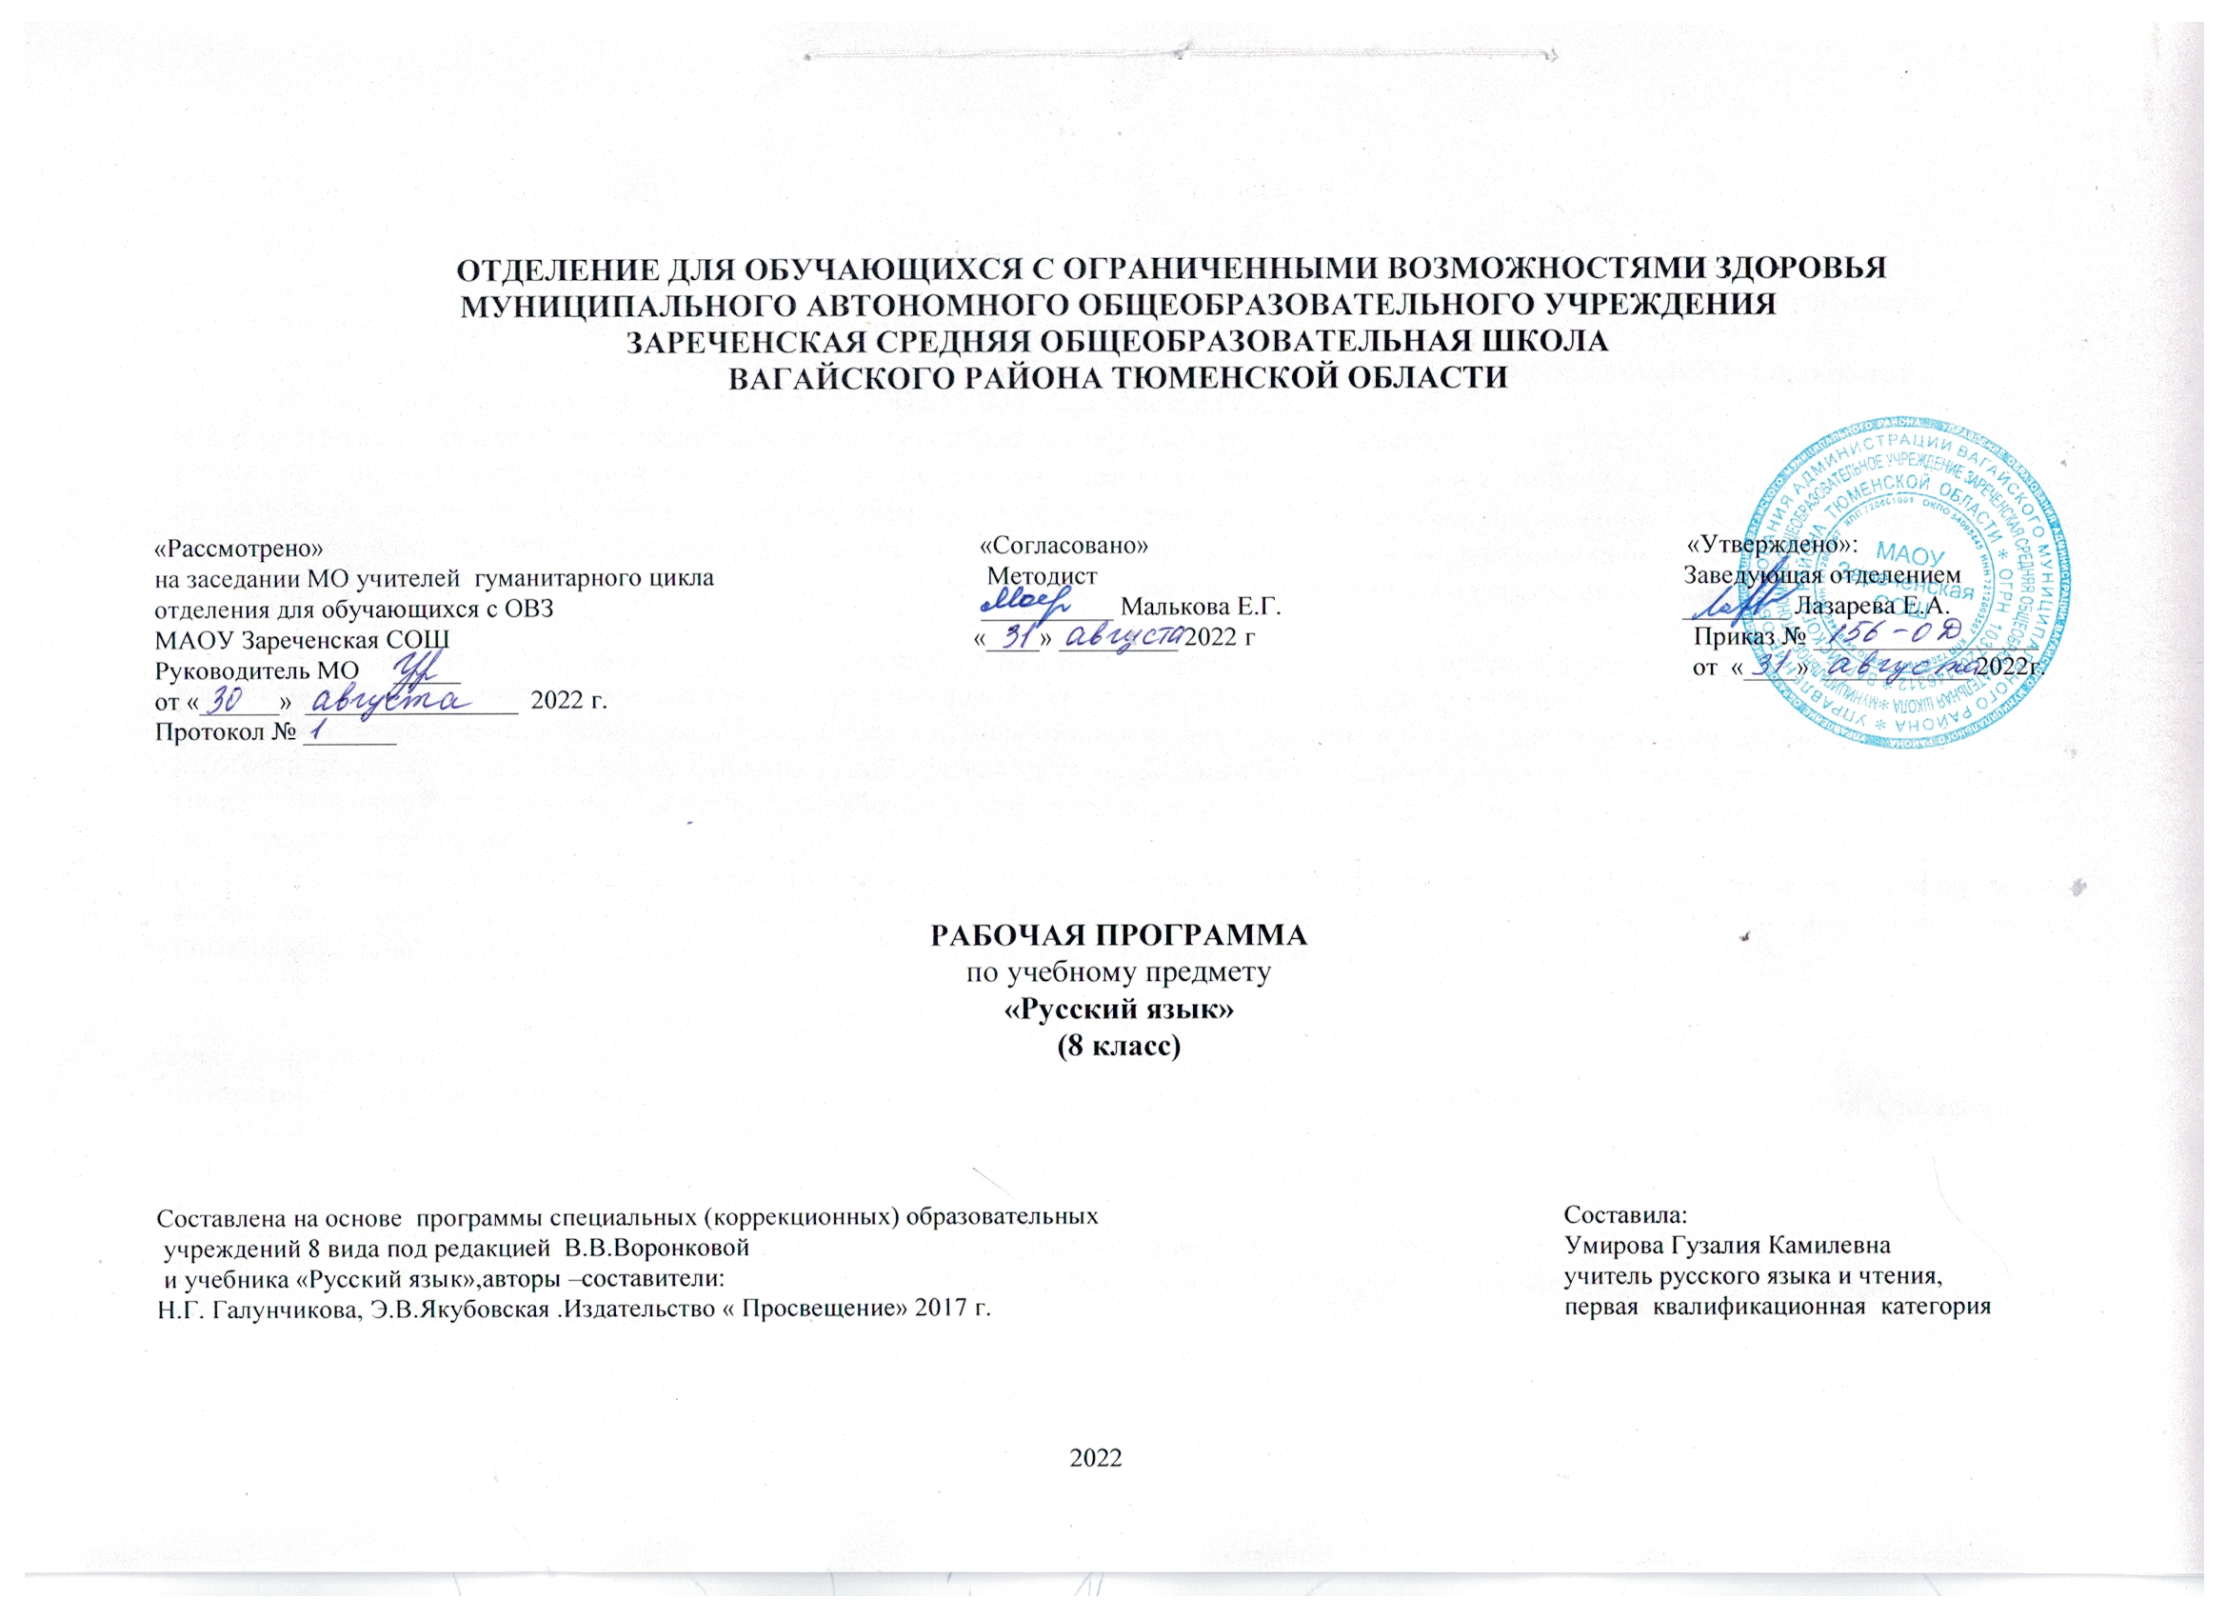 ОТДЕЛЕНИЕ ДЛЯ ОБУЧАЮЩИХСЯ С ОГРАНИЧЕННЫМИ ВОЗМОЖНОСТЯМИ ЗДОРОВЬЯ
МУНИЦИПАЛЬНОГО АВТОНОМНОГО ОБЩЕОБРАЗОВАТЕЛЬНОГО УЧРЕЖДЕНИЯ
ЗАРЕЧЕНСКАЯ СРЕДНЯЯ ОБЩЕОБРАЗОВАТЕЛЬНАЯ ШКОЛА
ВАГАЙСКОГО РАЙОНА ТЮМЕНСКОЙ ОБЛАСТИ
«Рассмотрено»
на заседании МО учителей гуманитарного цикла
отделения для обучающихся с ОВЗ
МАОУ Зареченская СОШ
Руководитель МО
от «30» августа 2022 г.
Протокол № 1
«Согласовано»
Методист
Малькова Е.Г.
«31» августа 2022 г
«Утверждено»:
Заведующая отделением
Лазарева Е.А.
Приказ № 156-ОД
от «31» августа 2022г.
МАОУ
Зареченская
СОШ
РАБОЧАЯ ПРОГРАММА
по учебному предмету
«Русский язык»
(8 класс)
Составлена на основе программы специальных (коррекционных) образовательных
учреждений 8 вида под редакцией В.В.Воронковой
и учебника «Русский язык»,авторы –составители:
Н.Г. Галунчикова, Э.В.Якубовская .Издательство « Просвещение» 2017 г.
Составила:
Умирова Гузалия Камилевна
учитель русского языка и чтения,
первая квалификационная категория
2022